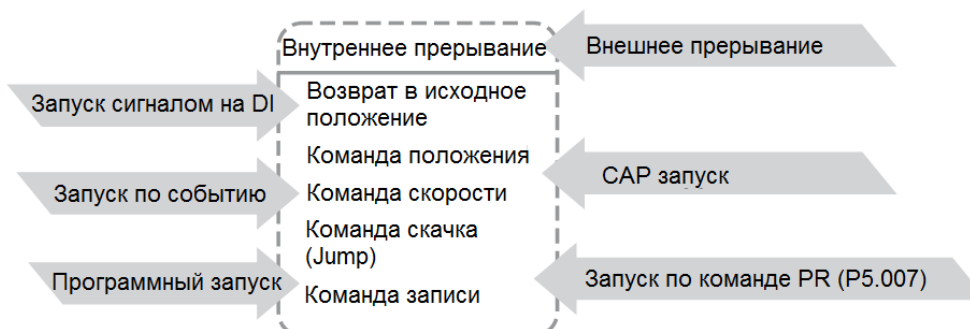 Внутреннее прерывание
Внешнее прерывание
Запуск сигналом на DI
Возврат в исходное
положение
Команда положения
CAP запуск
Запуск по событию
Команда скорости
Команда скачка
(Jump)
Программный запуск
Команда записи
Запуск по команде PR (P5.007)